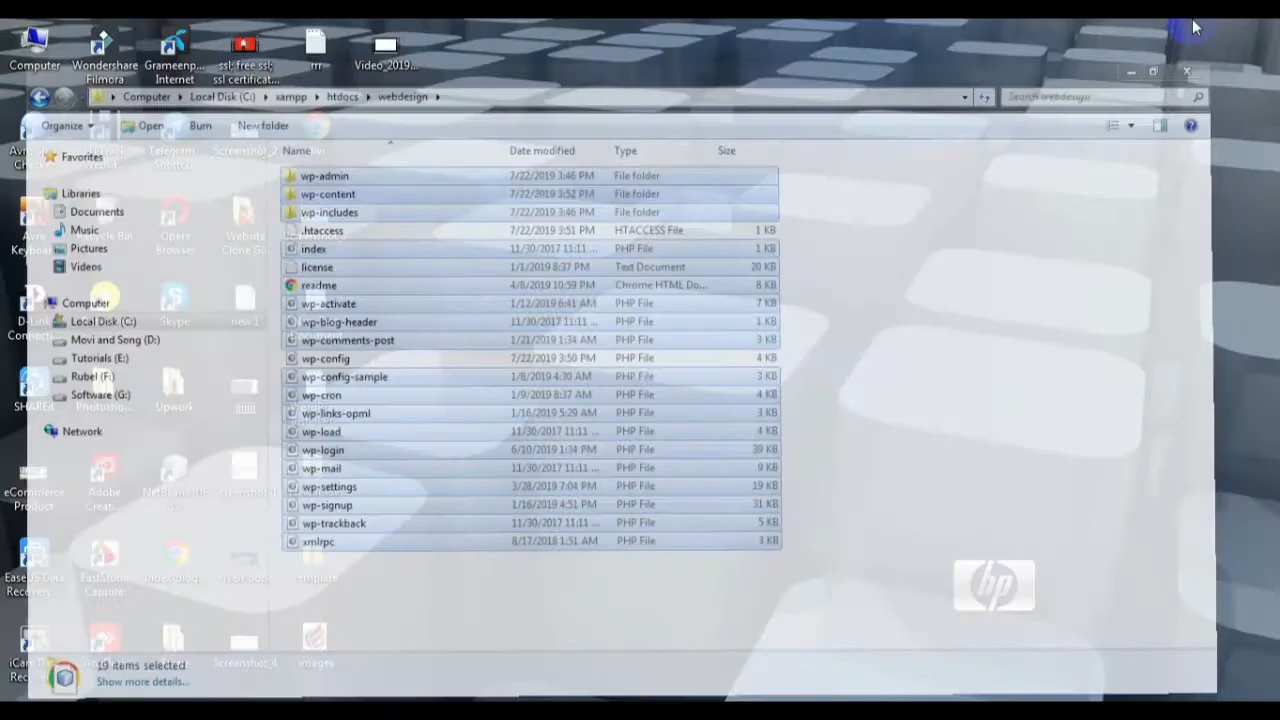 Computer
Wondershare Filmora
Grameenp... Internet
ssl; free ssl; ssl certificat...
rrr
Video_2019...
Computer Local Disk (C:) xampp htdocs webdesign
Search webdesign
Organize Open Burn New folder
Telegram
Name Date modified Type Size
Favorites
Libraries
Documents
Music
Pictures
Videos
Opera Browser
Website Clone G...
Computer
Local Disk (C:)
Movi and Song (D:)
Tutorials (E:)
Rubel (F:)
Software (G:)
Network
Skype
new 1
SHAREit
Upwork
wp-admin 7/22/2019 3:46 PM File folder
wp-content 7/22/2019 3:52 PM File folder
wp-includes 7/22/2019 3:46 PM File folder
.htaccess 7/22/2019 3:51 PM HTACCESS File 1 KB
index 11/30/2017 11:11 ... PHP File 1 KB
license 1/1/2019 8:37 PM Text Document 20 KB
readme 4/8/2019 10:59 PM Chrome HTML Do... 8 KB
wp-activate 1/12/2019 6:41 AM PHP File 7 KB
wp-blog-header 11/30/2017 11:11 ... PHP File 1 KB
wp-comments-post 1/21/2019 1:34 AM PHP File 3 KB
wp-config 7/22/2019 3:50 PM PHP File 4 KB
wp-config-sample 1/8/2019 4:30 AM PHP File 3 KB
wp-cron 1/9/2019 8:37 AM PHP File 4 KB
wp-links-opml 1/16/2019 5:29 AM PHP File 3 KB
wp-load 11/30/2017 11:11 ... PHP File 4 KB
wp-login 6/10/2019 1:34 PM PHP File 39 KB
wp-mail 11/30/2017 11:11 ... PHP File 9 KB
wp-settings 3/28/2019 7:04 PM PHP File 19 KB
wp-signup 1/16/2019 4:51 PM PHP File 31 KB
wp-trackback 11/30/2017 11:11 ... PHP File 5 KB
xmlrpc 8/17/2018 1:51 AM PHP File 3 KB
eCommerce Product
Adobe Creati...
EaseUS Data Recovery
FastStone Capture
hp
Screenshot_4
images
19 items selected
Show more details...